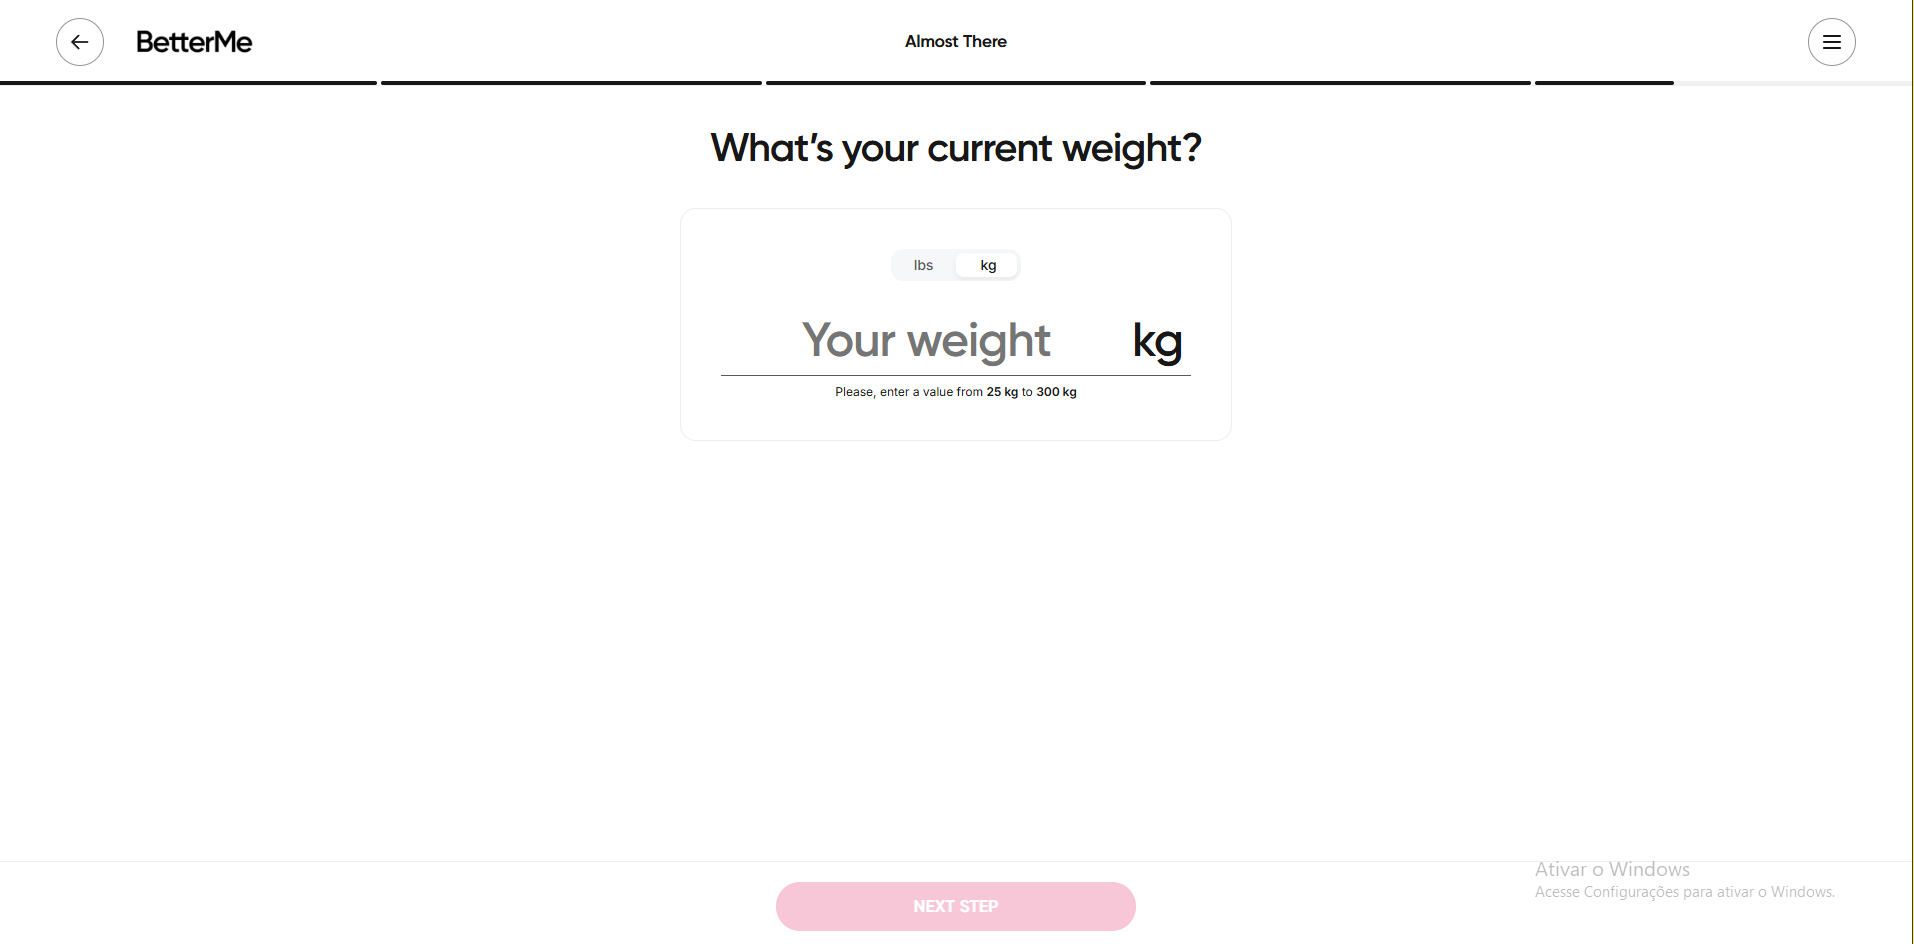 BetterMe
Almost There
What’s your current weight?
lbs kg
Your weight kg
Please, enter a value from 25 kg to 300 kg
Ativar o Windows
Acesse Configurações para ativar o Windows.
NEXT STEP